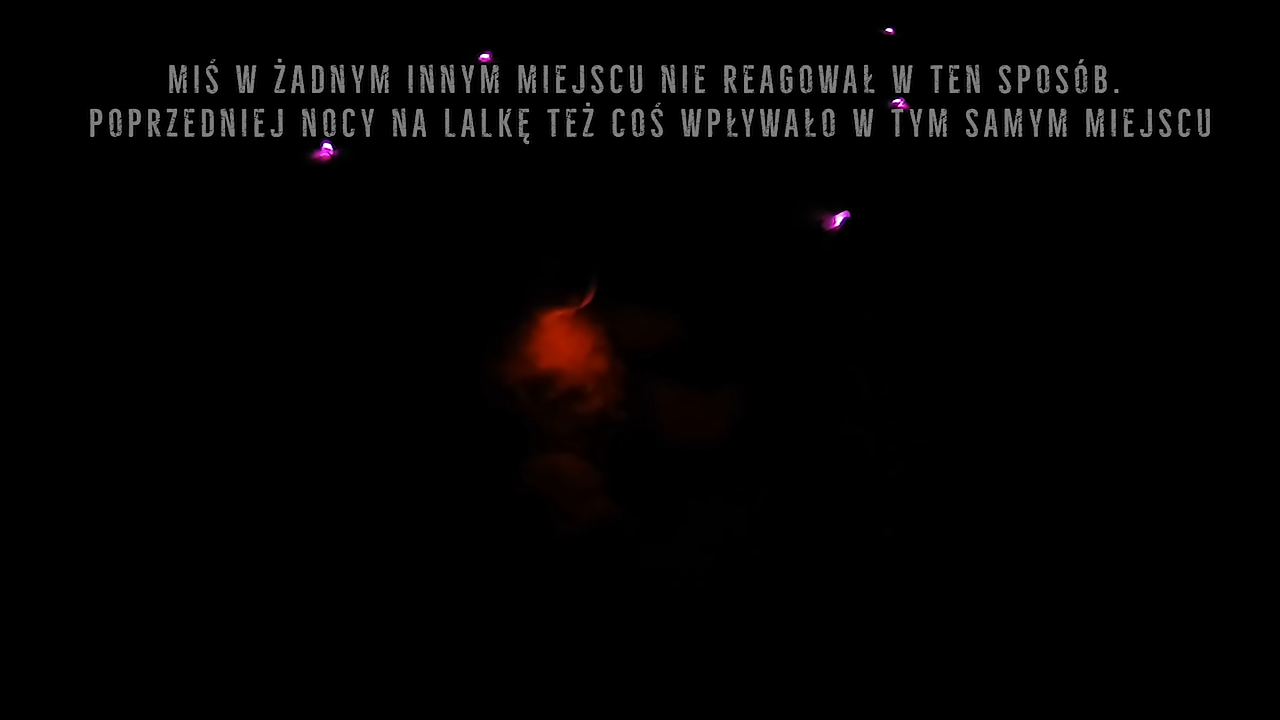 MIŚ W ŻADNYM INNYM MIEJSCU NIE REAGOWAŁ W TEN SPOSÓB.
POPRZEDNIEJ NOCY NA LALKĘ TEŻ COŚ WPŁYWAŁO W TYM SAMYM MIEJSCU